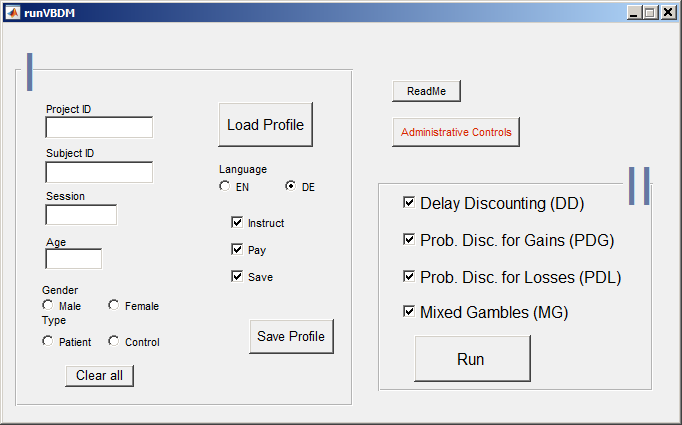 runVBDM
I
Project ID
Subject ID
Session
Age
Gender
Male
Female
Type
Patient
Control
Clear all
Load Profile
Language
EN
DE
Instruct
Pay
Save
Save Profile
ReadMe
Administrative Controls
II
Delay Discounting (DD)
Prob. Disc. for Gains (PDG)
Prob. Disc. for Losses (PDL)
Mixed Gambles (MG)
Run